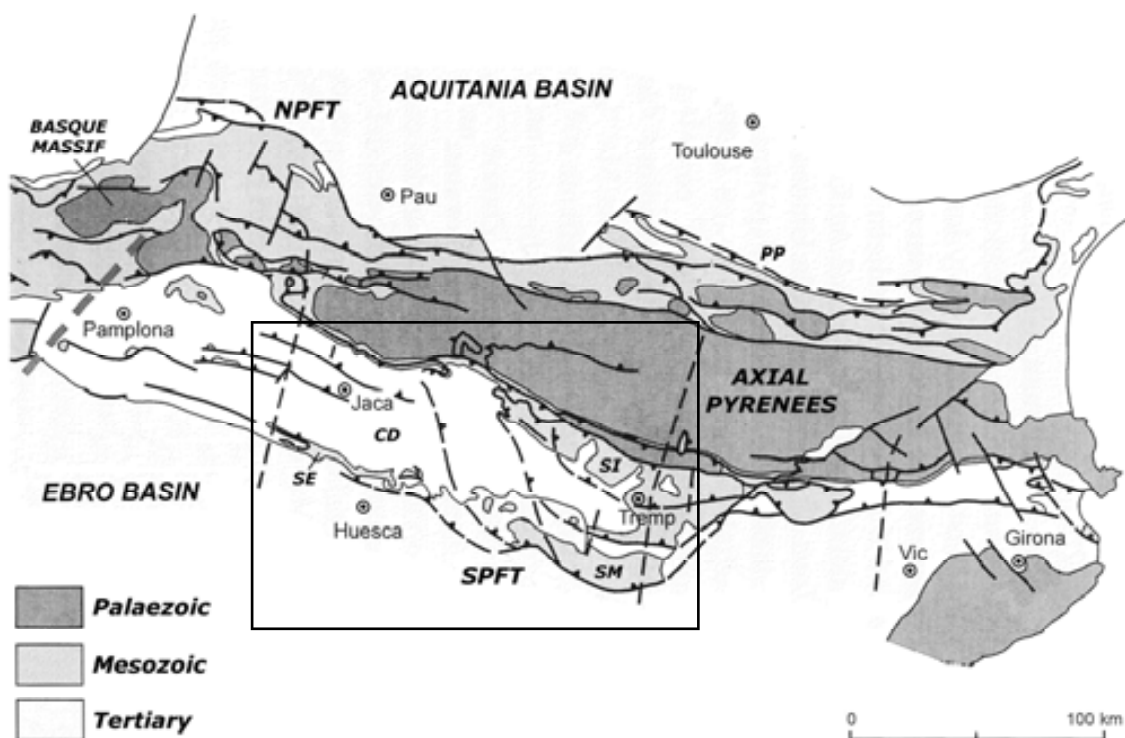 AQUITANIA BASIN
NPFT
BASQUE
MASSIF
Toulouse
Pau
PP
Pamplona
Jaca
AXIAL
PYRENEES
CD
SI
SE
EBRO BASIN
Tremp
Huesca
Girona
Vic
SPFT
SM
Palaezoic
Mesozoic
Tertiary
0 100 km